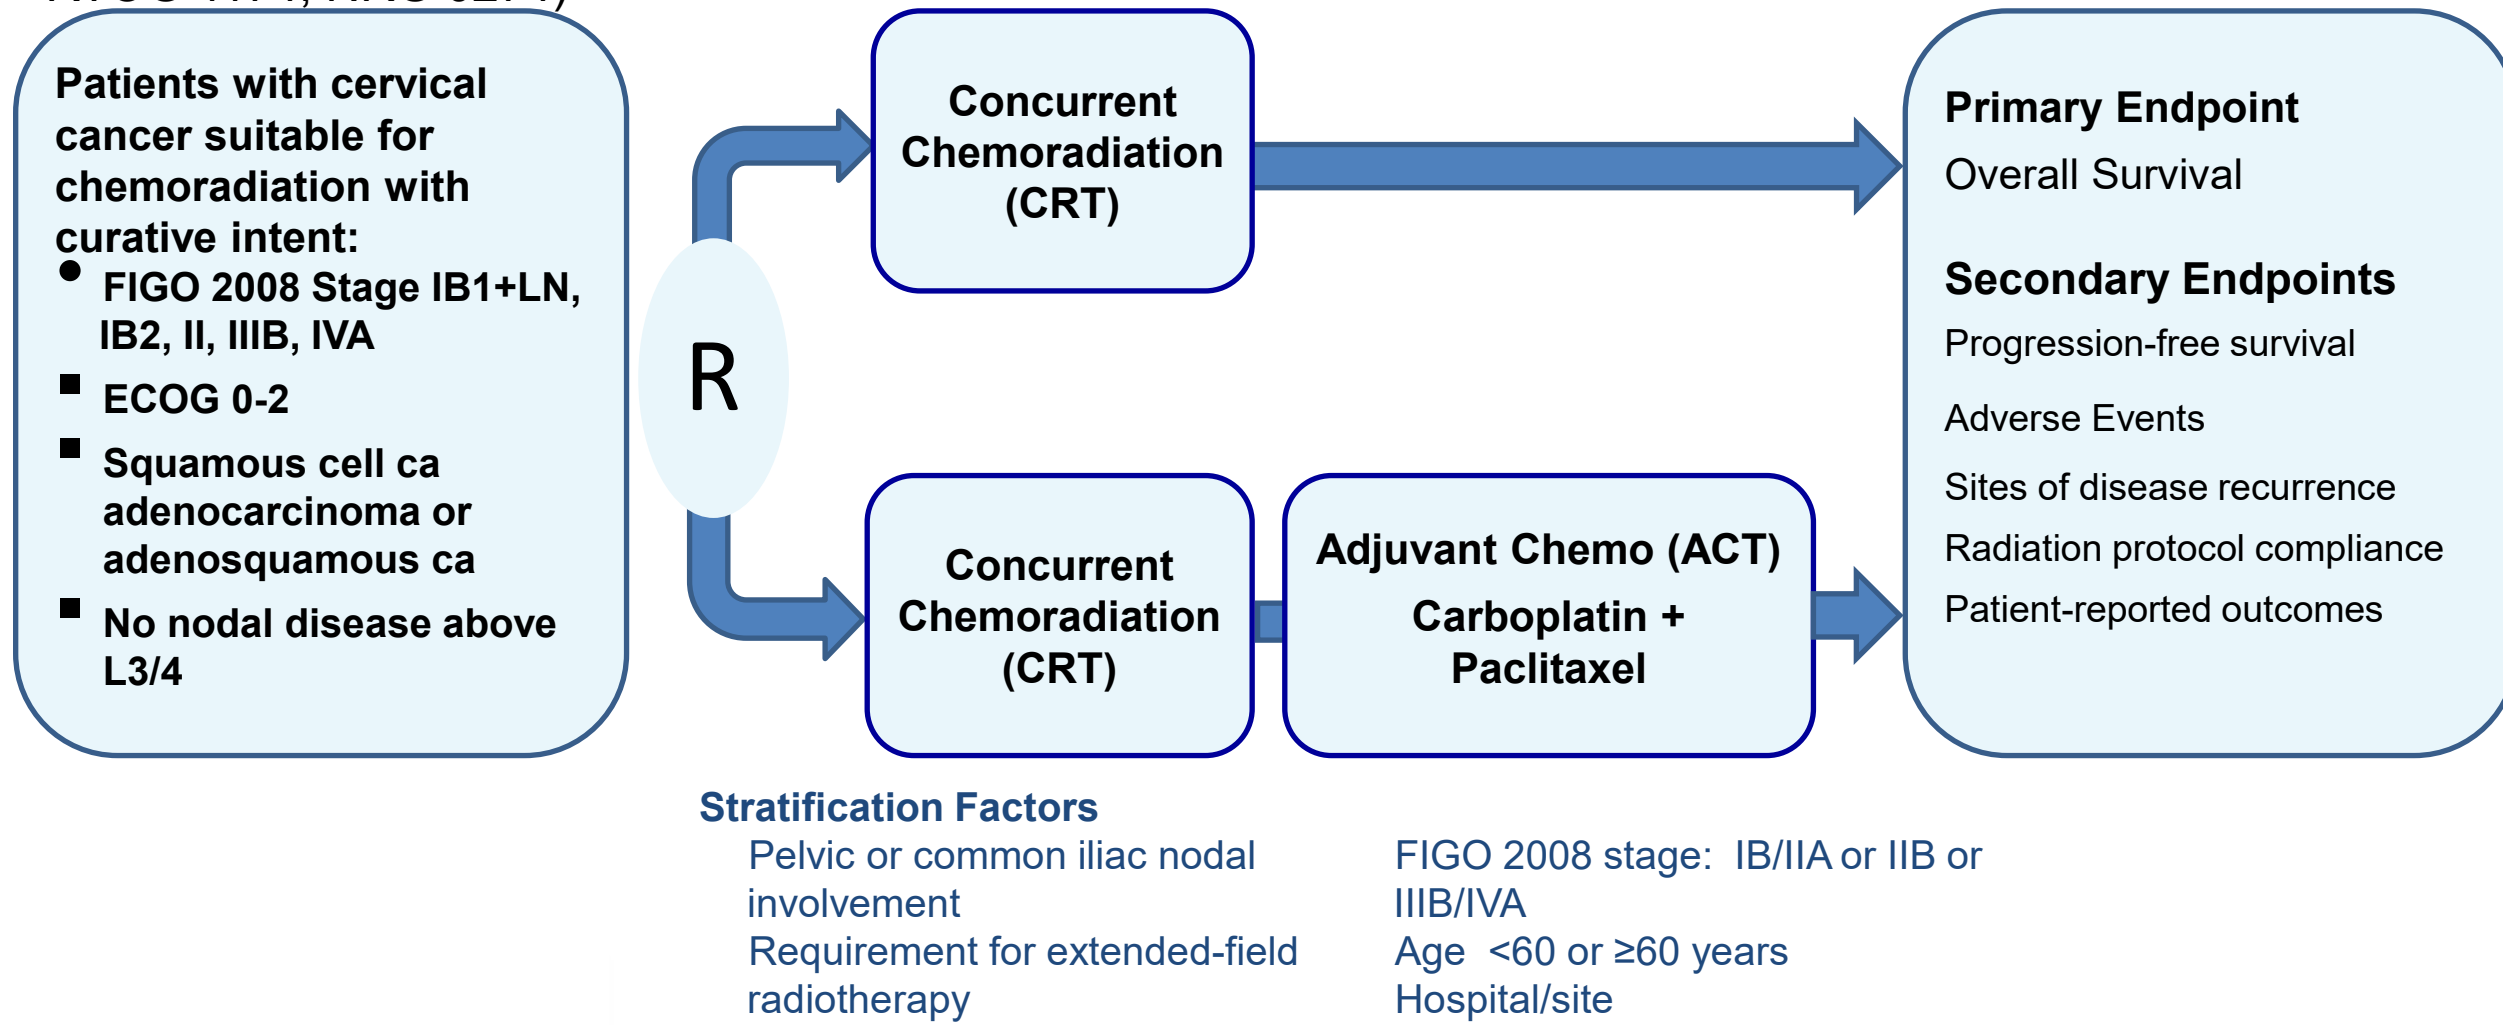 Patients with cervical
cancer suitable for
chemoradiation with
curative intent:
● FIGO 2008 Stage IB1+LN,
IB2, II, IIIB, IVA
■ ECOG 0-2
■ Squamous cell ca
adenocarcinoma or
adenosquamous ca
■ No nodal disease above
L3/4
R
Concurrent
Chemoradiation
(CRT)
Concurrent
Chemoradiation
(CRT)
Adjuvant Chemo (ACT)
Carboplatin +
Paclitaxel
Primary Endpoint
Overall Survival
Secondary Endpoints
Progression-free survival
Adverse Events
Sites of disease recurrence
Radiation protocol compliance
Patient-reported outcomes
Stratification Factors
Pelvic or common iliac nodal
involvement
Requirement for extended-field
radiotherapy
FIGO 2008 stage: IB/IIA or IIB or
IIIB/IVA
Age <60 or ≥60 years
Hospital/site